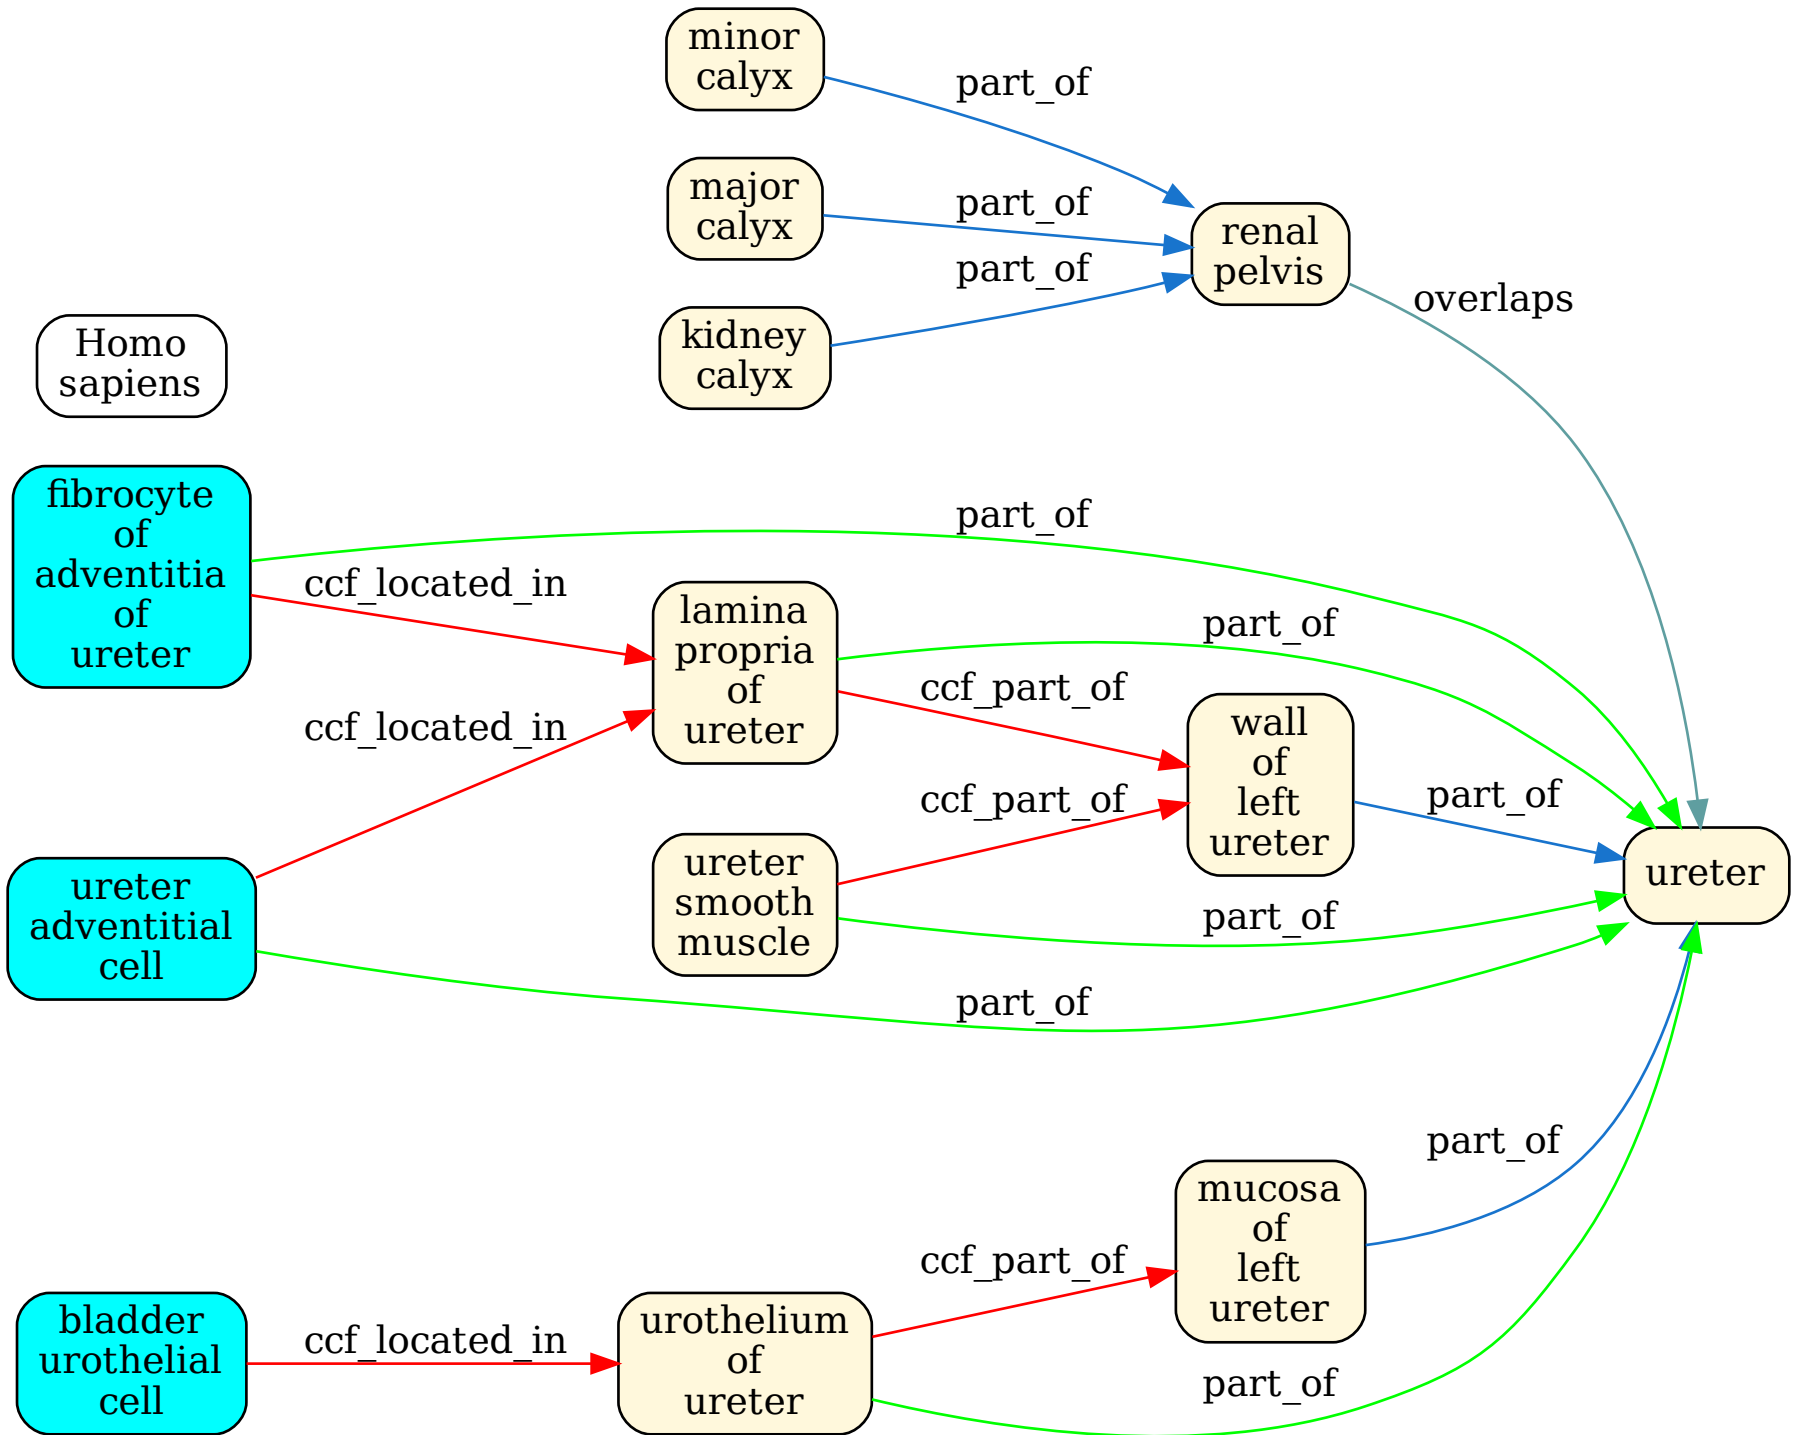 minor
calyx
part_of
major
calyx
part_of
renal
pelvis
kidney
calyx
part_of
overlaps
Homo
sapiens
fibrocyte
of
adventitia
of
ureter
part_of
ccf_located_in
lamina
propria
of
ureter
part_of
ccf_part_of
ccf_located_in
wall
of
left
ureter
part_of
ccf_part_of
ureter
smooth
muscle
part_of
ureter
ureter
adventitial
cell
part_of
part_of
mucosa
of
left
ureter
ccf_part_of
bladder
urothelial
cell
ccf_located_in
urothelium
of
ureter
part_of